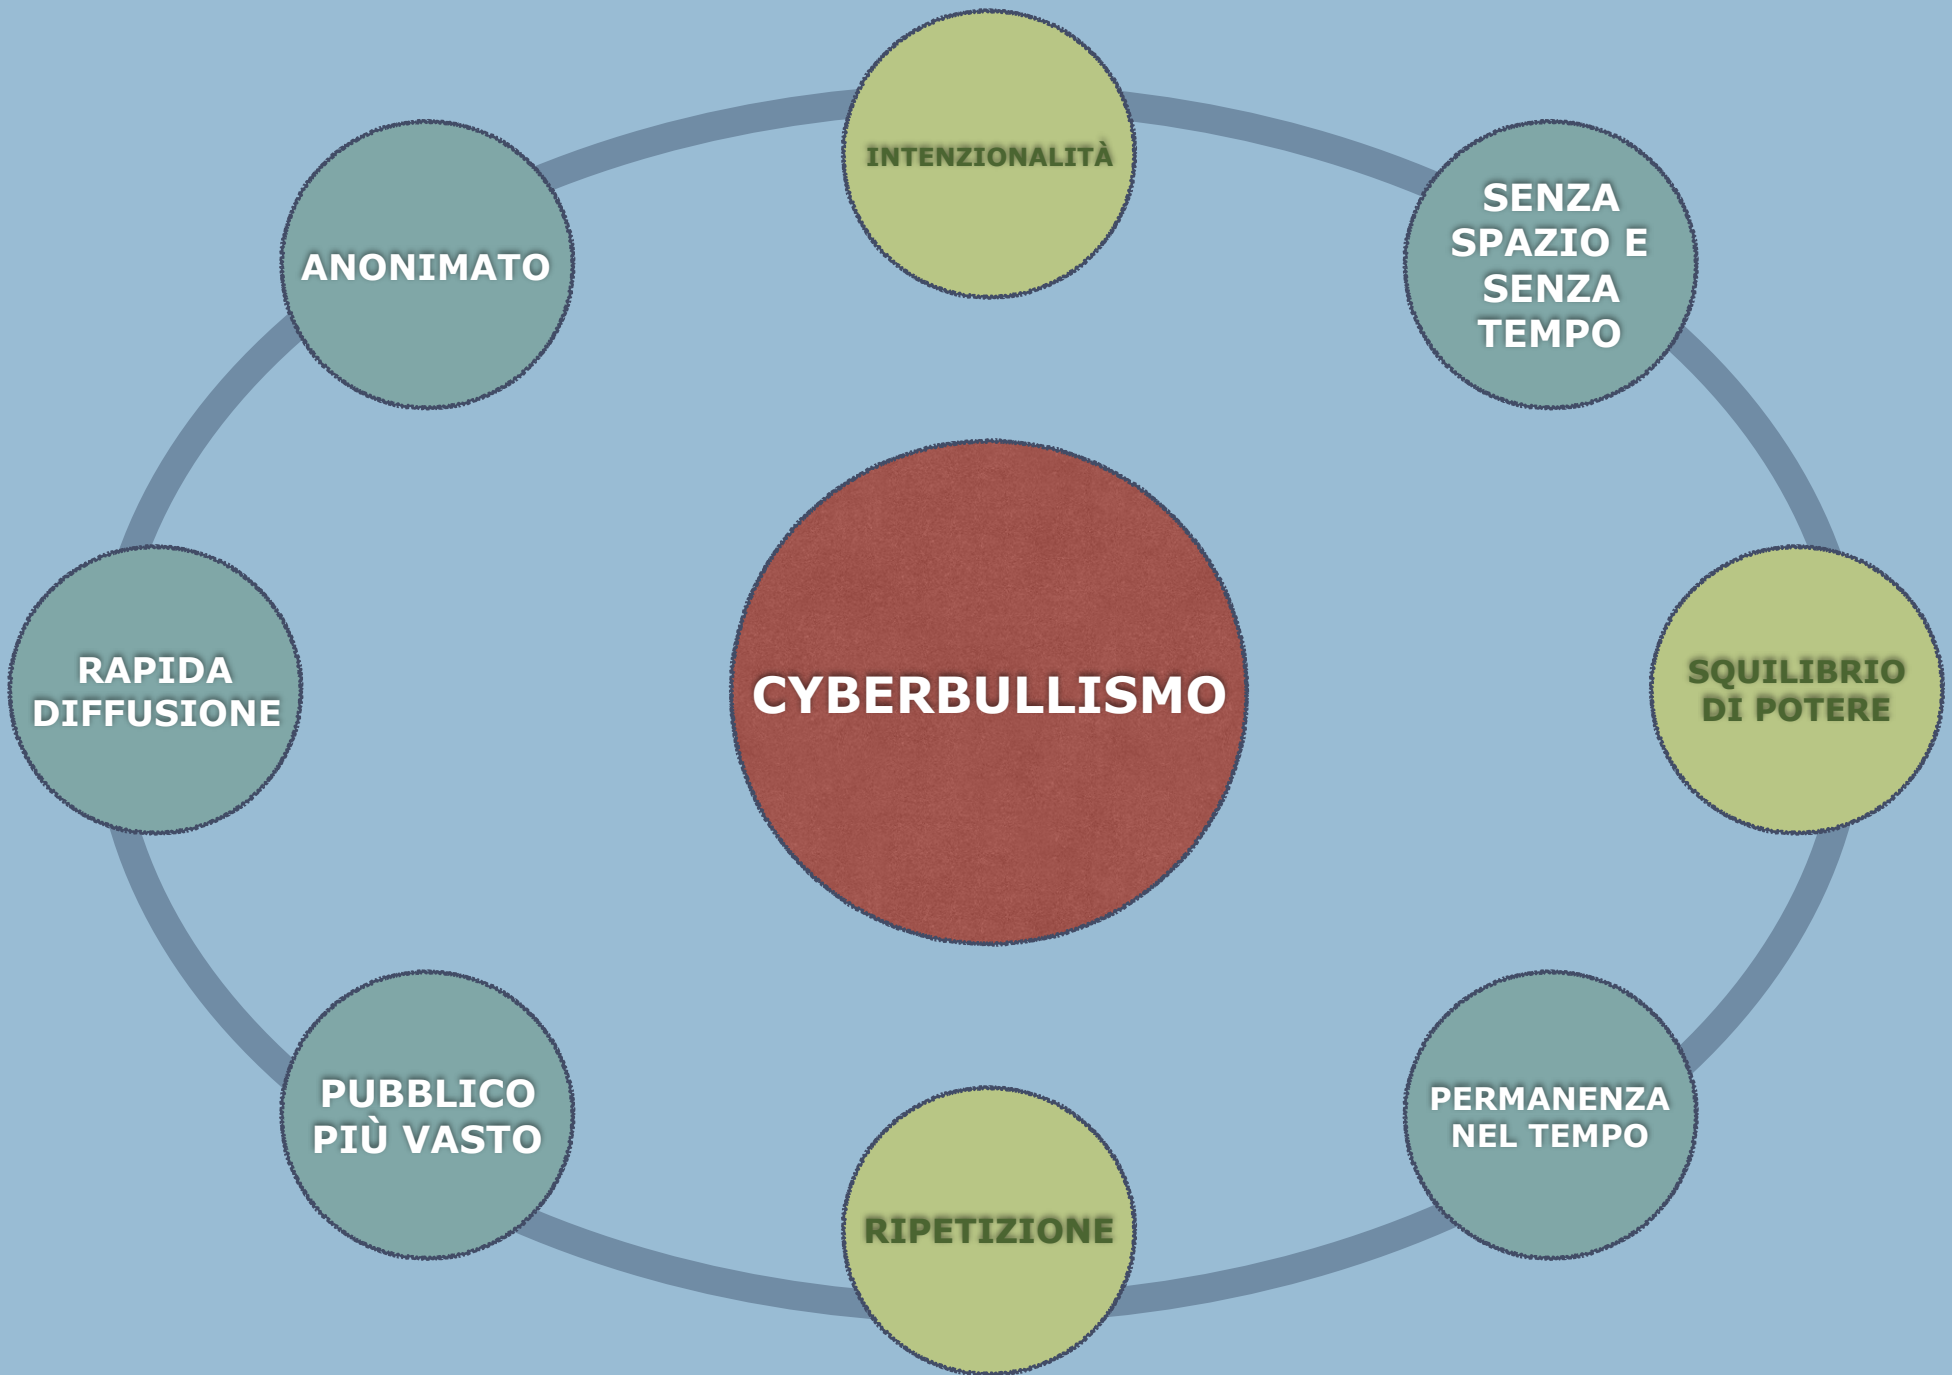 INTENZIONALITÀ
SENZA
SPAZIO E
SENZA
TEMPO
ANONIMATO
RAPIDA
DIFFUSIONE
CYBERBULLISMO
SQUILIBRIO
DI POTERE
PUBBLICO
PIÙ VASTO
PERMANENZA
NEL TEMPO
RIPETIZIONE